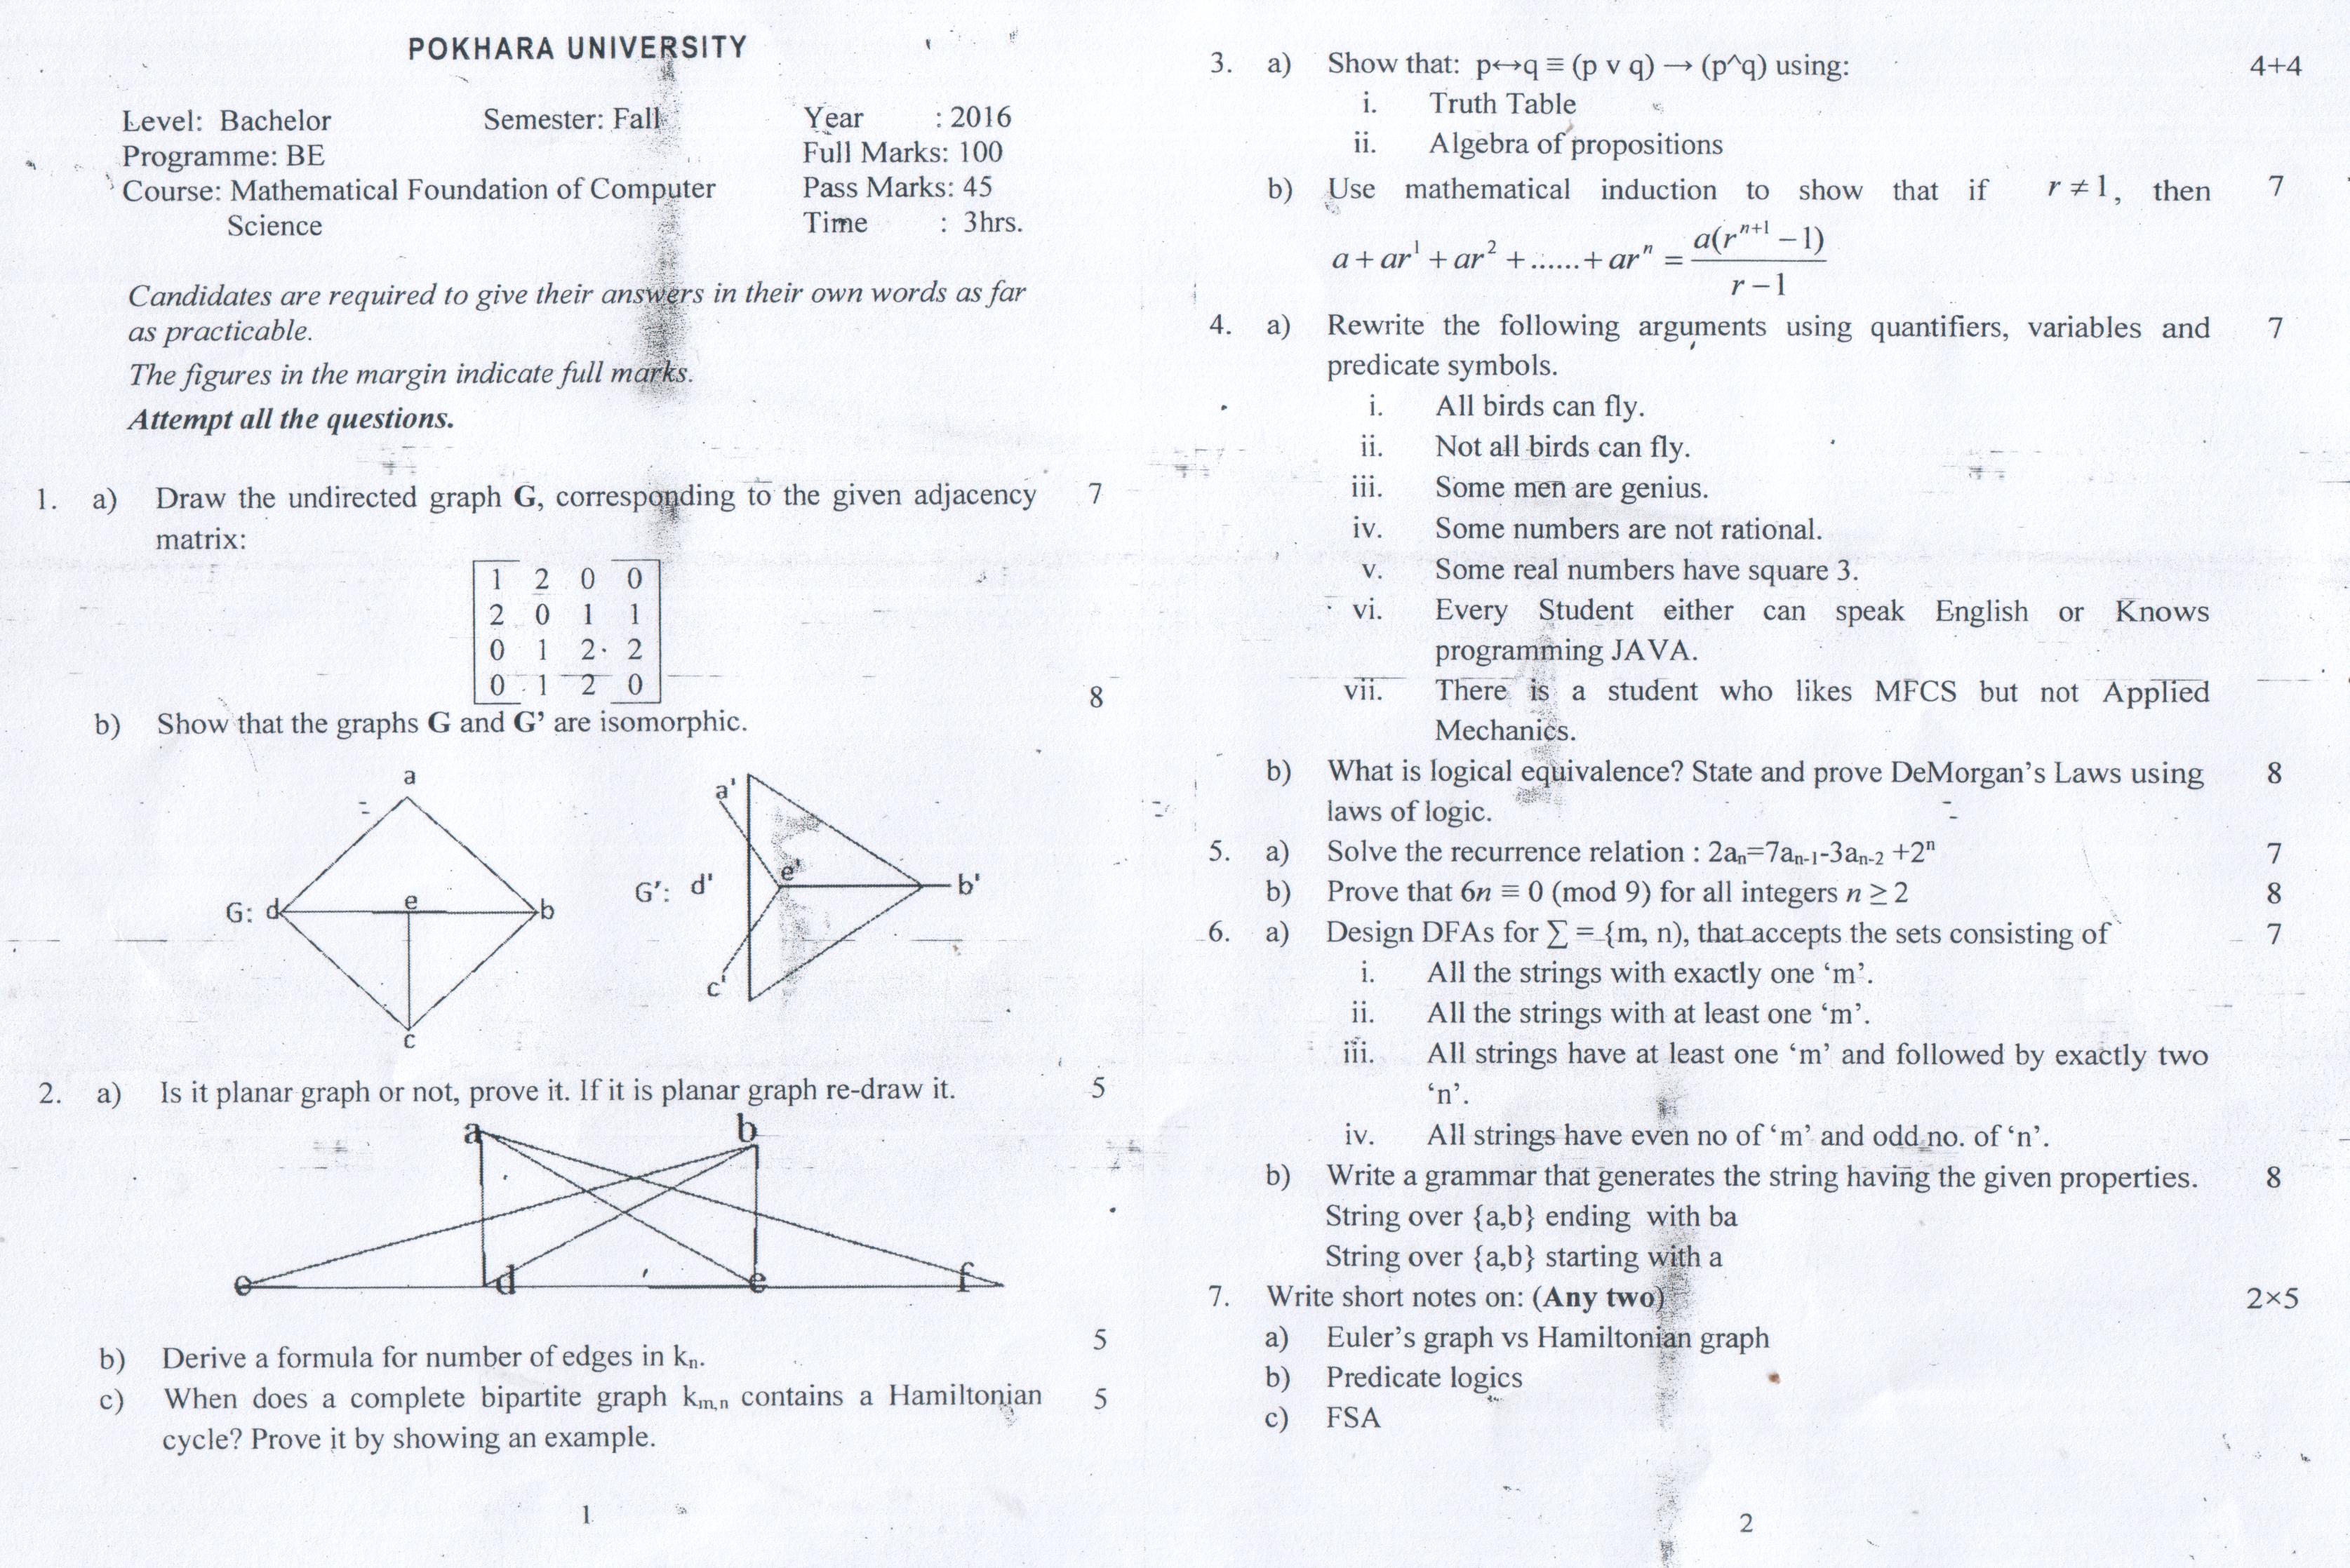 POKHARA UNIVERSITY
Level: Bachelor Semester: Fall Year : 2016
Programme: BE Full Marks: 100
Course: Mathematical Foundation of Computer Pass Marks: 45
Science Time : 3hrs.
Candidates are required to give their answers in their own words as far
as practicable.
The figures in the margin indicate full marks.
Attempt all the questions.
1. a) Draw the undirected graph G, corresponding to the given adjacency 7
matrix:
1 2 0 0
2 0 1 1
0 1 2 2
0 1 2 0
8
b) Show that the graphs G and G’ are isomorphic.
a
G: d e b
c
a'
G': d' e' b'
c'
2. a) Is it planar graph or not, prove it. If it is planar graph re-draw it. 5
a b
c d e f
5
b) Derive a formula for number of edges in kn.
c) When does a complete bipartite graph km,n contains a Hamiltonian 5
cycle? Prove it by showing an example.
1
3. a) Show that: p↔q ≡ (p v q) → (p^q) using: 4+4
i. Truth Table
ii. Algebra of propositions
b) Use mathematical induction to show that if r ≠ 1, then 7
a + ar^1 + ar^2 + ...... + ar^n = a(r^{n+1} – 1) / r – 1
4. a) Rewrite the following arguments using quantifiers, variables and 7
predicate symbols.
i. All birds can fly.
ii. Not all birds can fly.
iii. Some men are genius.
iv. Some numbers are not rational.
v. Some real numbers have square 3.
vi. Every Student either can speak English or Knows
programming JAVA.
vii. There is a student who likes MFCS but not Applied
Mechanics.
b) What is logical equivalence? State and prove DeMorgan’s Laws using 8
laws of logic.
5. a) Solve the recurrence relation : 2an=7an-1-3an-2 +2^n 7
b) Prove that 6n ≡ 0 (mod 9) for all integers n ≥ 2 8
6. a) Design DFAs for ∑ = {m, n), that accepts the sets consisting of 7
i. All the strings with exactly one ‘m’.
ii. All the strings with at least one ‘m’.
iii. All strings have at least one ‘m’ and followed by exactly two
‘n’.
iv. All strings have even no of ‘m’ and odd no. of ‘n’.
b) Write a grammar that generates the string having the given properties. 8
String over {a,b} ending with ba
String over {a,b} starting with a
7. Write short notes on: (Any two) 2×5
a) Euler’s graph vs Hamiltonian graph
b) Predicate logics
c) FSA
2